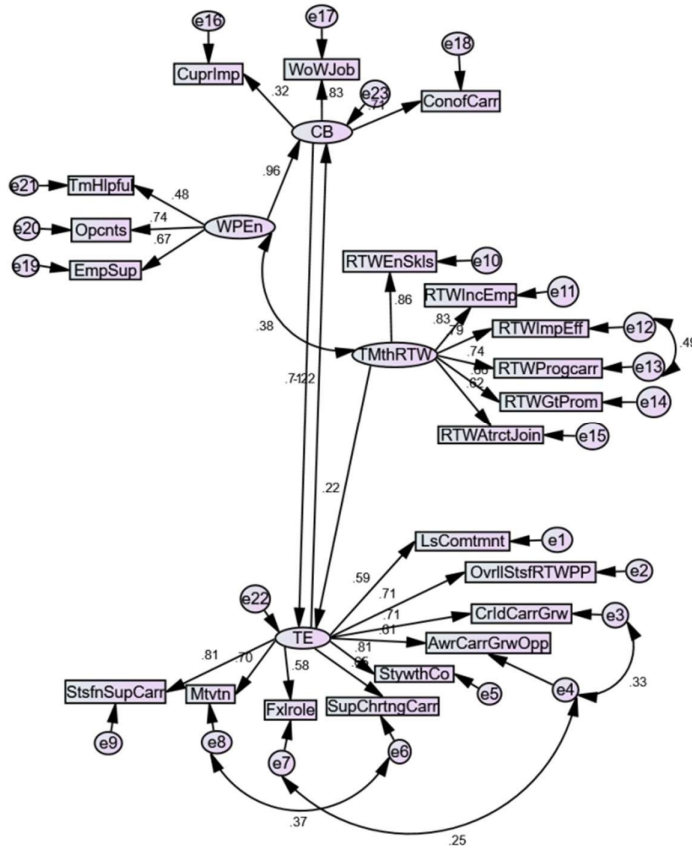 e16
e17
e18
CuprImp
WoWJob
ConofCarr
.32
.83
e23
.71
CB
.96
e21
TmHlpful
.48
e20
Opcnts
.74
WPEn
e19
EmpSup
.67
.38
RTWEnSkls
e10
.86
RTWIncEmp
e11
.83
.79
RTWImpEff
e12
TMthRTW
.74
RTWProgcarr
e13
.49
.62
RTWGtProm
e14
RTWAtrctJoin
e15
.22
LsComtmnt
e1
.59
OvrllStsfRTWPP
e2
.71
e22
.71
CrIdCarrGrw
e3
TE
.61
AwrCarrGrwOpp
.81
.81
.70
.58
StywthCo
e5
e4
.33
StsfnSupCarr
Mtvtn
Fxlrole
SupChrtngCarr
e9
e8
e7
e6
.37
.25